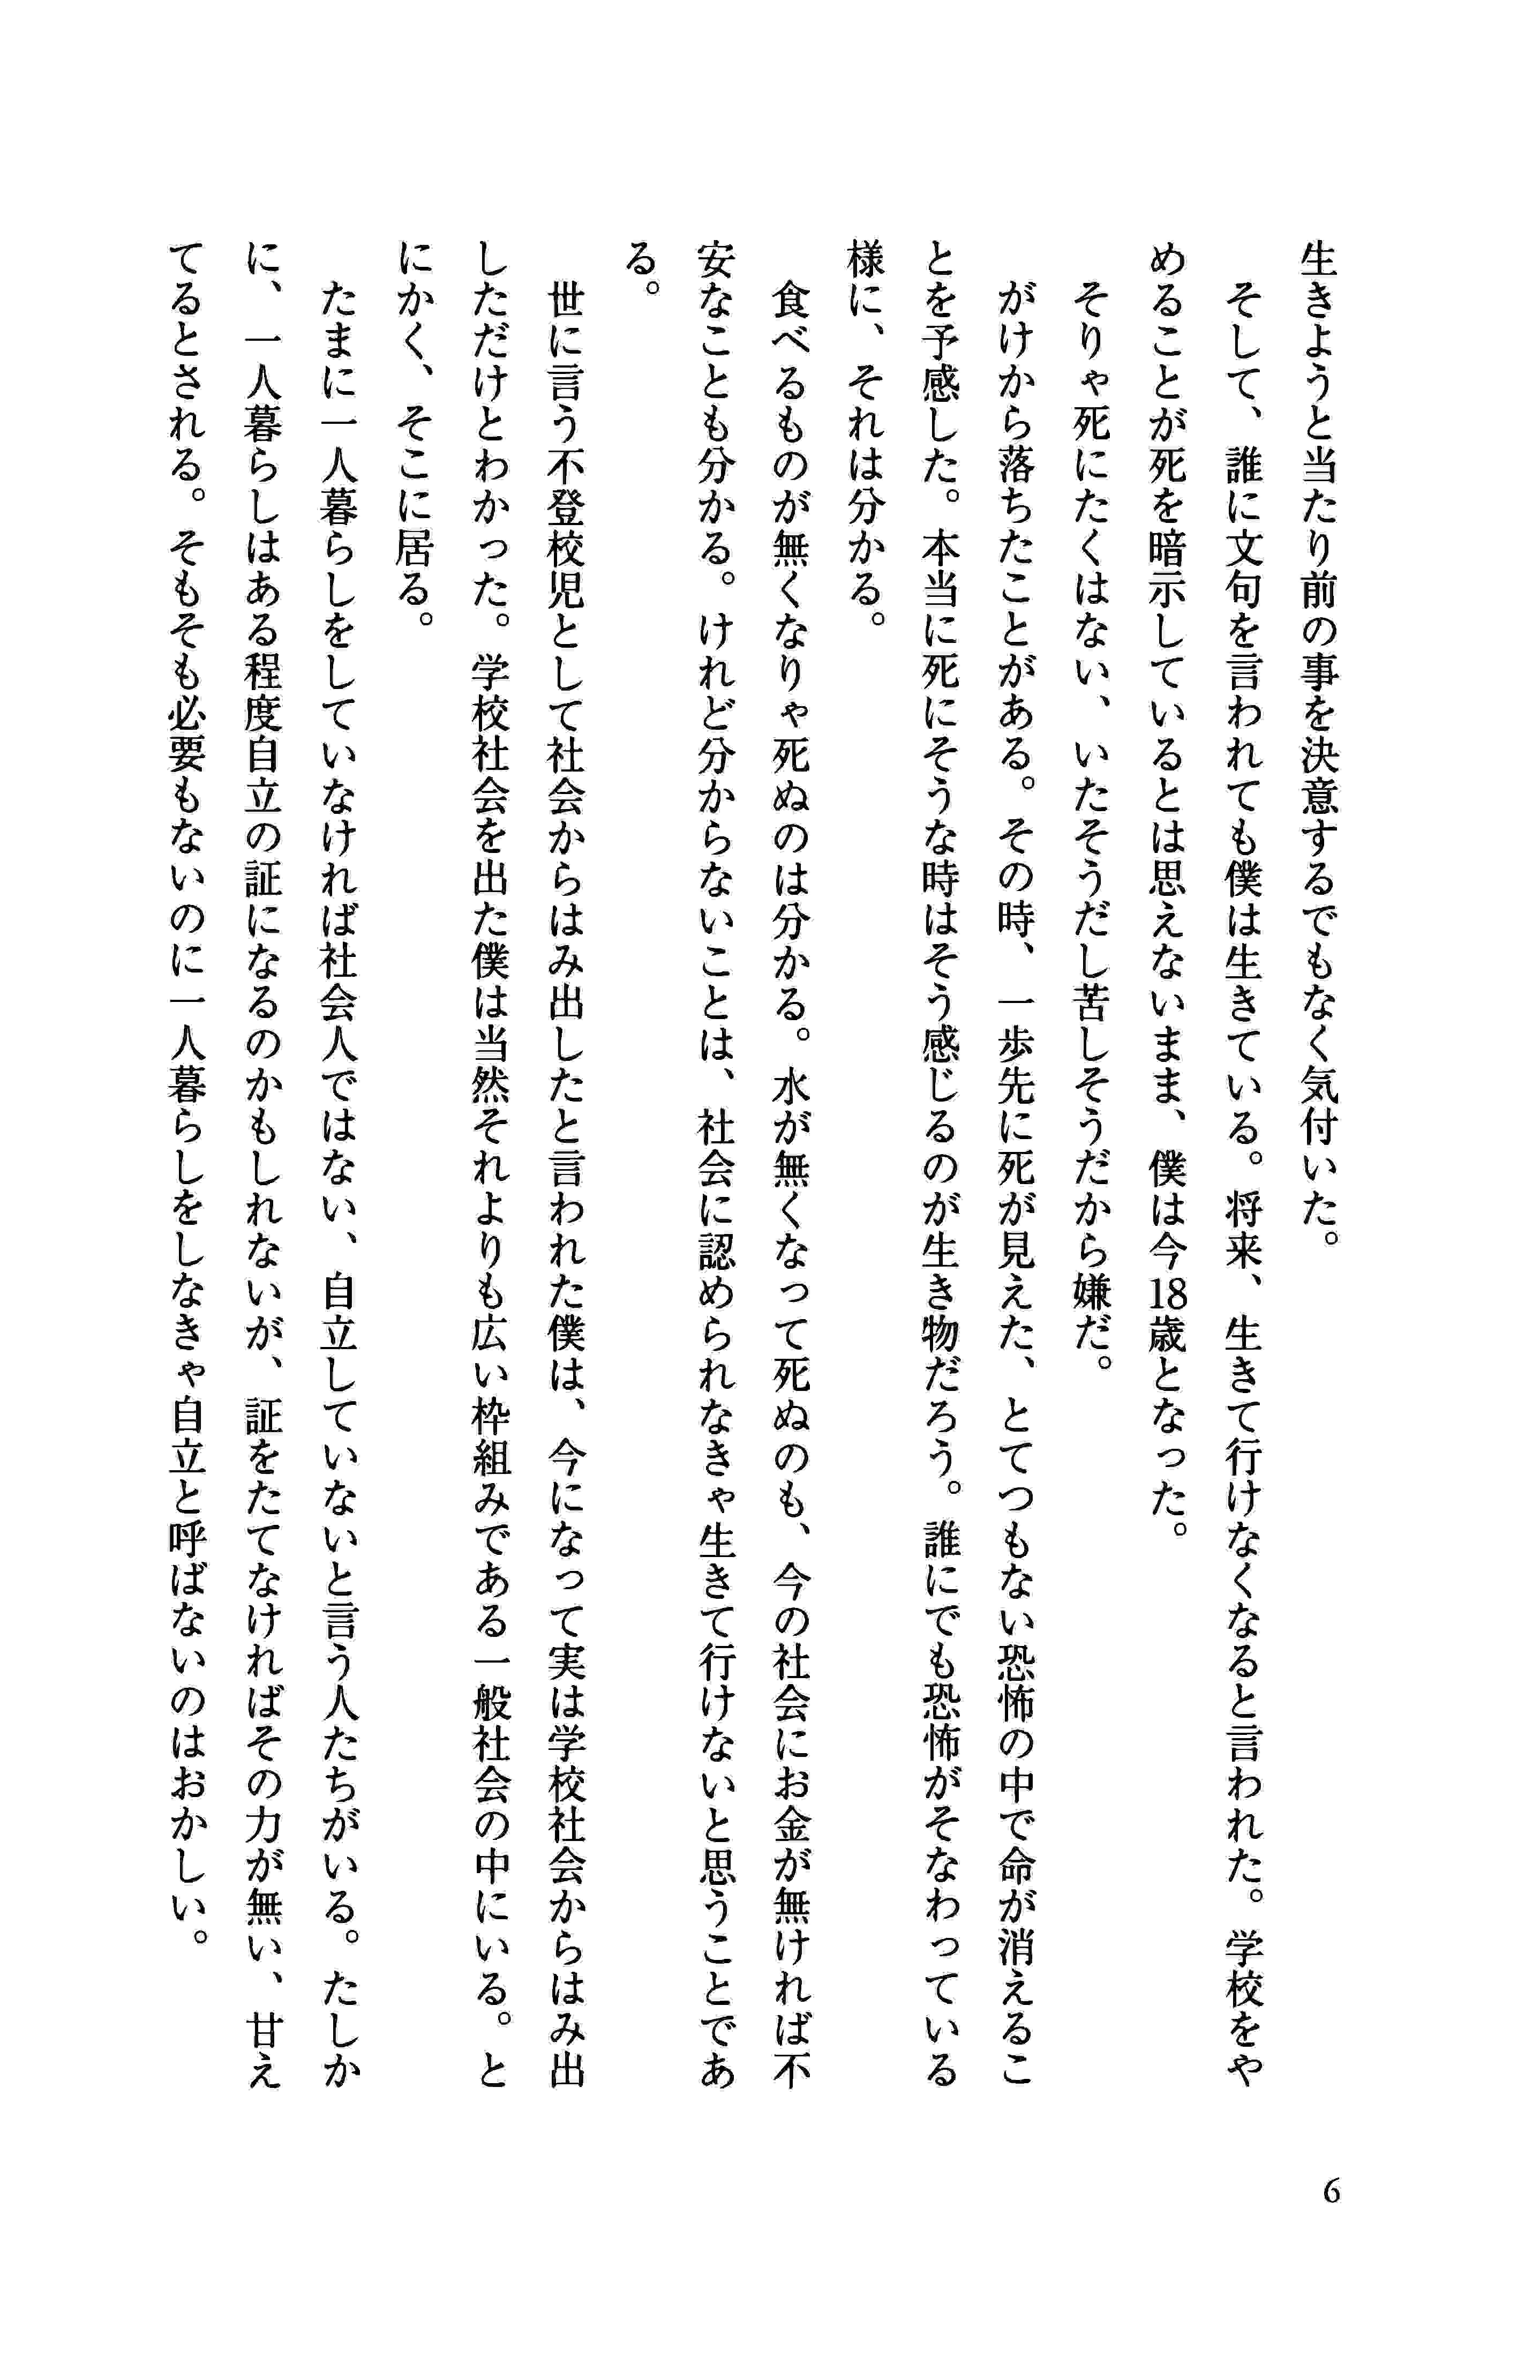 生きようと当たり前の事を決意するでもなく気付いた。
そして、誰に文句を言われても僕は生きている。将来、生きて行けなくなると言われた。学校をや
めることが死を暗示しているとは思えないまま、僕は今18歳となった。
そりゃ死にたくはない、いたそうだし苦しそうだから嫌だ。
がけから落ちたことがある。その時、一歩先に死が見えた、とてつもない恐怖の中で命が消えるこ
とを予感した。本当に死にそうな時はそう感じるのが生き物だろう。誰にでも恐怖がそなわっている
様に、それは分かる。
食べるものが無くなりゃ死ぬのは分かる。水が無くなって死ぬのも、今の社会にお金が無ければ不
安なことも分かる。けれど分からないことは、社会に認められなきゃ生きて行けないと思うことであ
る。
世に言う不登校児として社会からはみ出したと言われた僕は、今になって実は学校社会からはみ出
しただけとわかった。学校社会を出た僕は当然それよりも広い枠組みである一般社会の中にいる。と
にかく、そこに居る。
たまに一人暮らしをしていなければ社会人ではない、自立していないと言う人たちがいる。たしか
に、一人暮らしはある程度自立の証になるのかもしれないが、証をたてなければその力が無い、甘え
てるとされる。そもそも必要もないのに一人暮らしをしなきゃ自立と呼ばないのはおかしい。
6